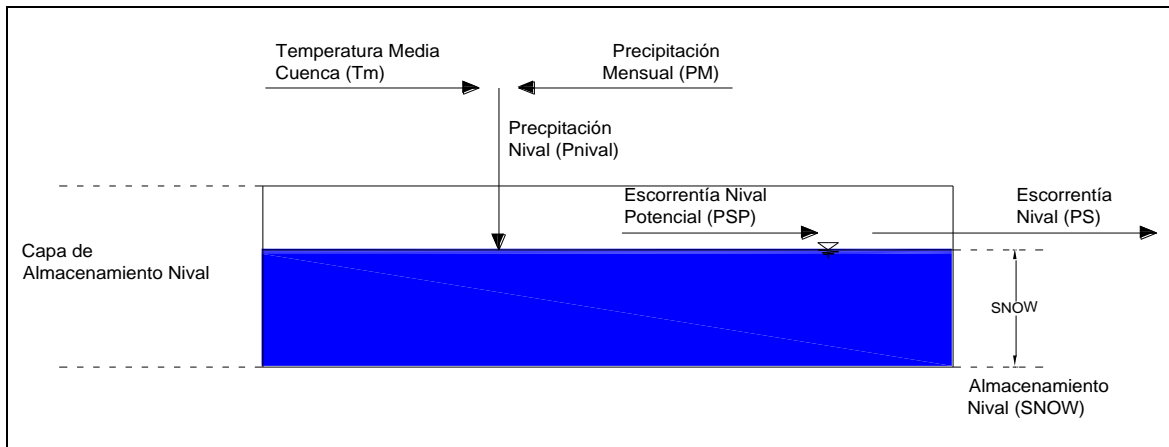 Temperatura Media
Cuenca (Tm)
Precipitación
Mensual (PM)
Precpitación
Nival (Pnival)
Escorrentía Nival
Potencial (PSP)
Escorrentía
Nival (PS)
Capa de
Almacenamiento Nival
SNOW
Almacenamiento
Nival (SNOW)